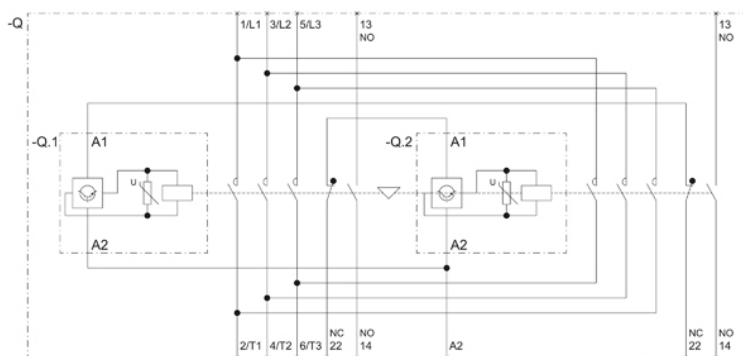 -Q
1/L1 3/L2 5/L3 13 13
NO NO
-Q.1 A1 -Q.2 A1
U U
A2 A2
NC NO NC NO
2/T1 4/T2 6/T3 22 14 A2 22 14